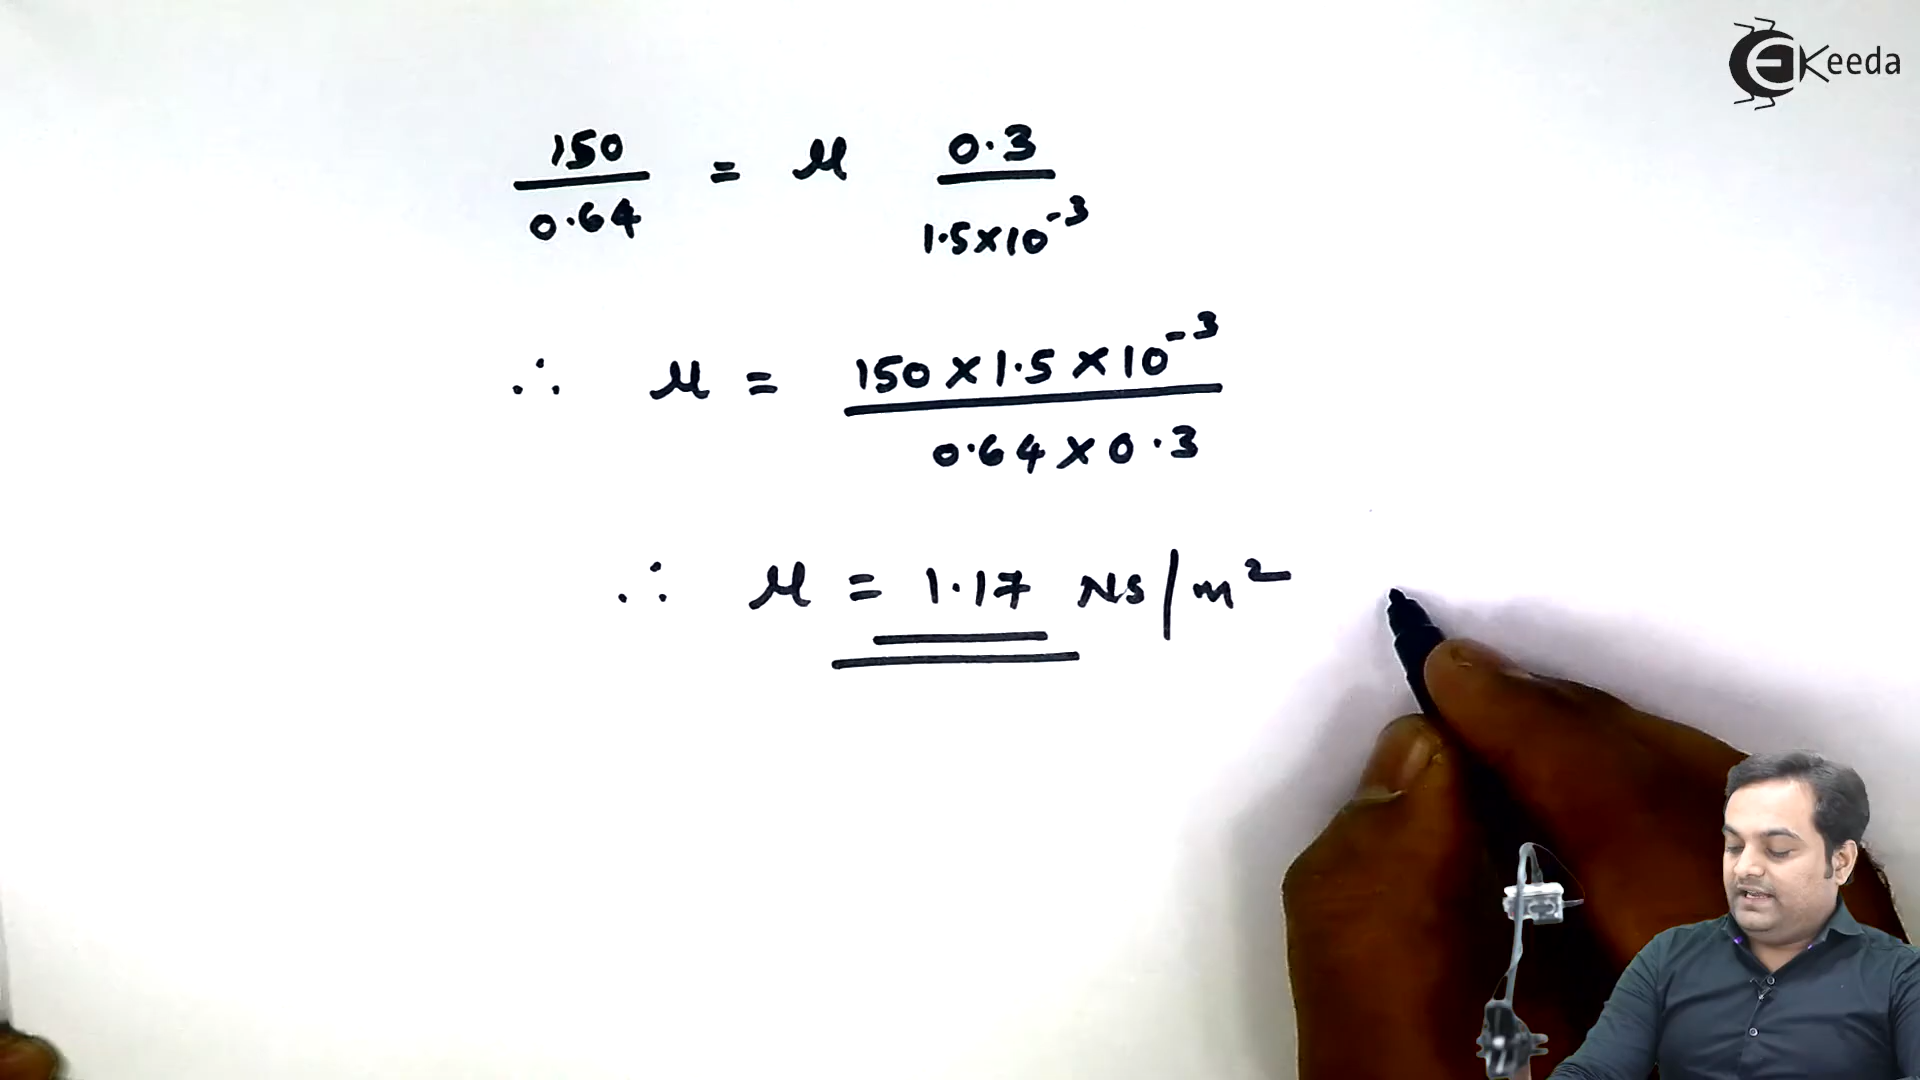 Ekeeda
150/0.64 = μ 0.3/1.5×10⁻³
∴ μ = 150×1.5×10⁻³/0.64×0.3
∴ μ = 1.17 Ns/m²